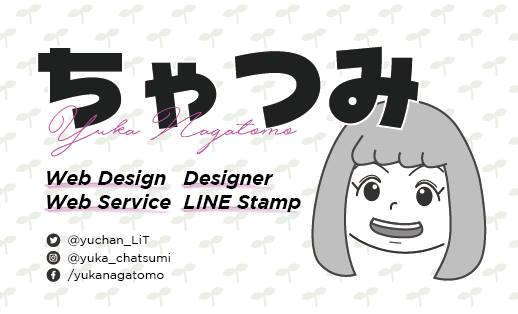 ちゃつみ
Yuka Nagatomo
Web Design Designer
Web Service LINE Stamp
@yuchan_LiT
@yuka_chatsumi
/yukanagatomo